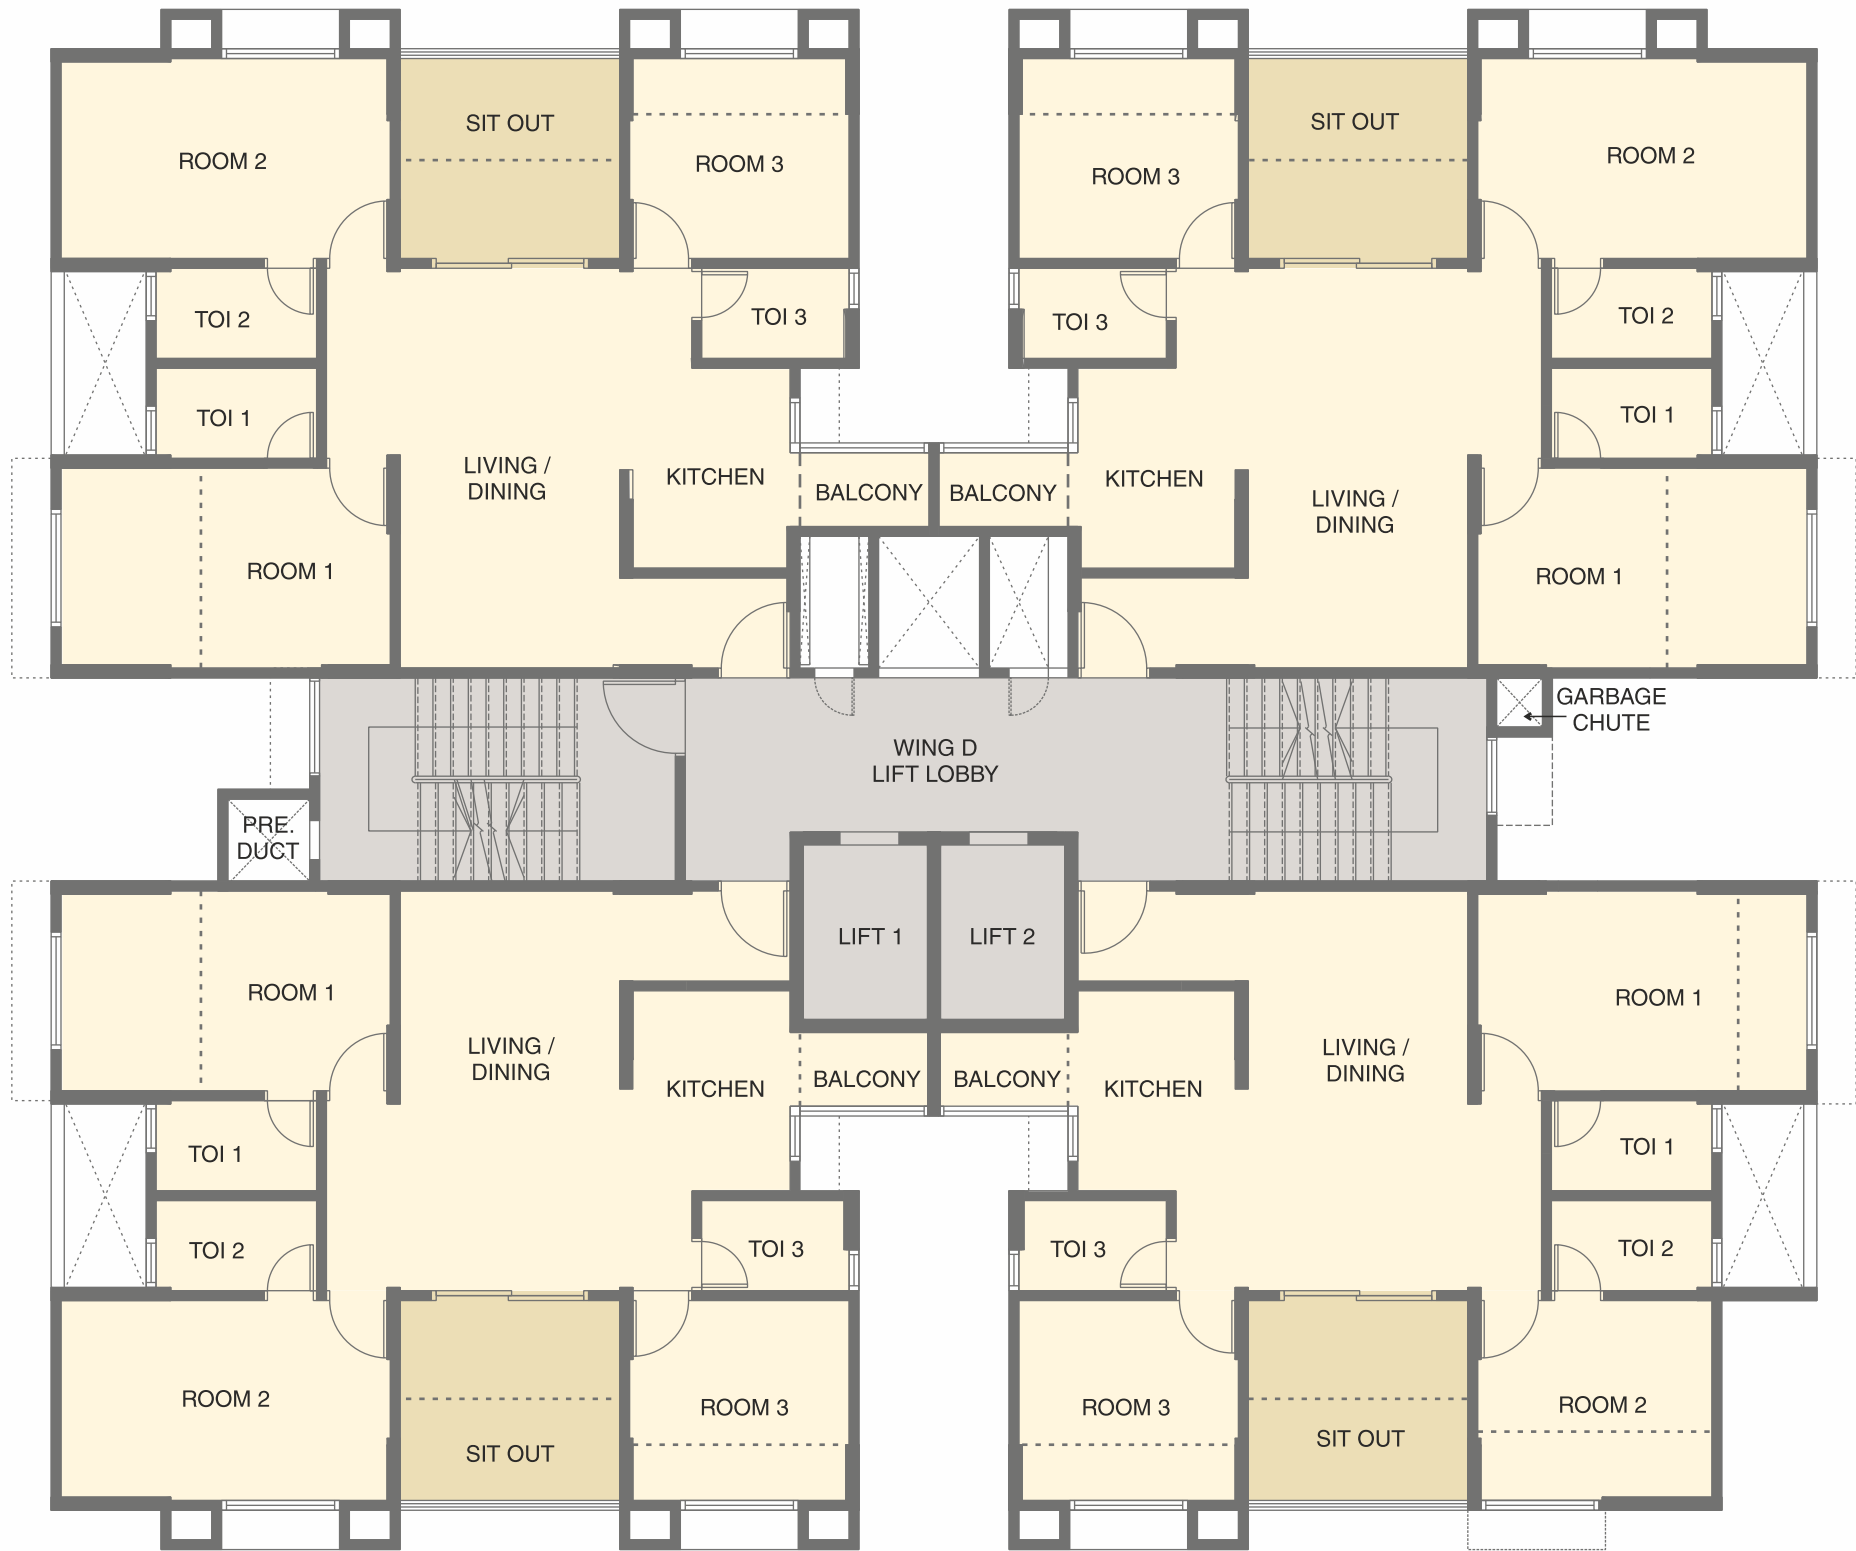 SIT OUT
SIT OUT
ROOM 2
ROOM 3
ROOM 3
ROOM 2
TOI 2
TOI 3
TOI 3
TOI 2
TOI 1
TOI 1
LIVING /
DINING
KITCHEN
BALCONY
BALCONY
KITCHEN
LIVING /
DINING
ROOM 1
ROOM 1
GARBAGE
CHUTE
WING D
LIFT LOBBY
PRE.
DUCT
LIFT 1
LIFT 2
ROOM 1
ROOM 1
LIVING /
DINING
KITCHEN
BALCONY
BALCONY
KITCHEN
LIVING /
DINING
TOI 1
TOI 1
TOI 2
TOI 3
TOI 3
TOI 2
ROOM 2
ROOM 3
ROOM 3
ROOM 2
SIT OUT
SIT OUT